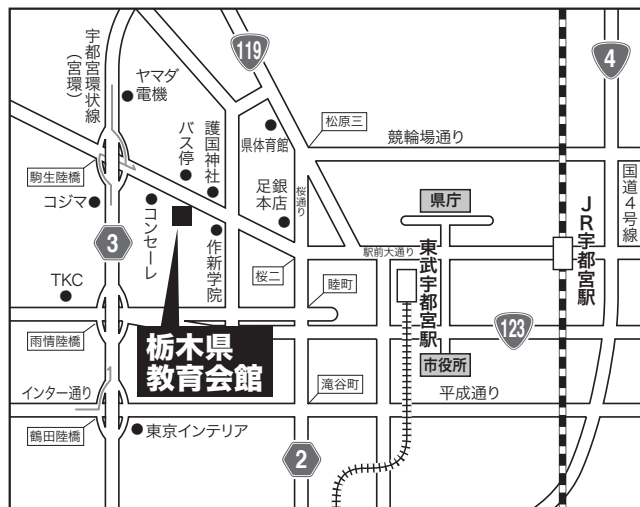 宇都宮環状線
（宮環）
ヤマダ
電機
119
4
松原三
競輪場通り
県体育館
護国神社
バス停
駒生陸橋
コジマ
コンセーレ
足銀
本店
桜通り
県庁
国道４号線
JR宇都宮駅
3
作新学院
駅前大通り
東武宇都宮駅
TKC
桜二
睦町
123
雨情陸橋
栃木県
教育会館
市役所
インター通り
滝谷町
平成通り
鶴田陸橋
東京インテリア
2